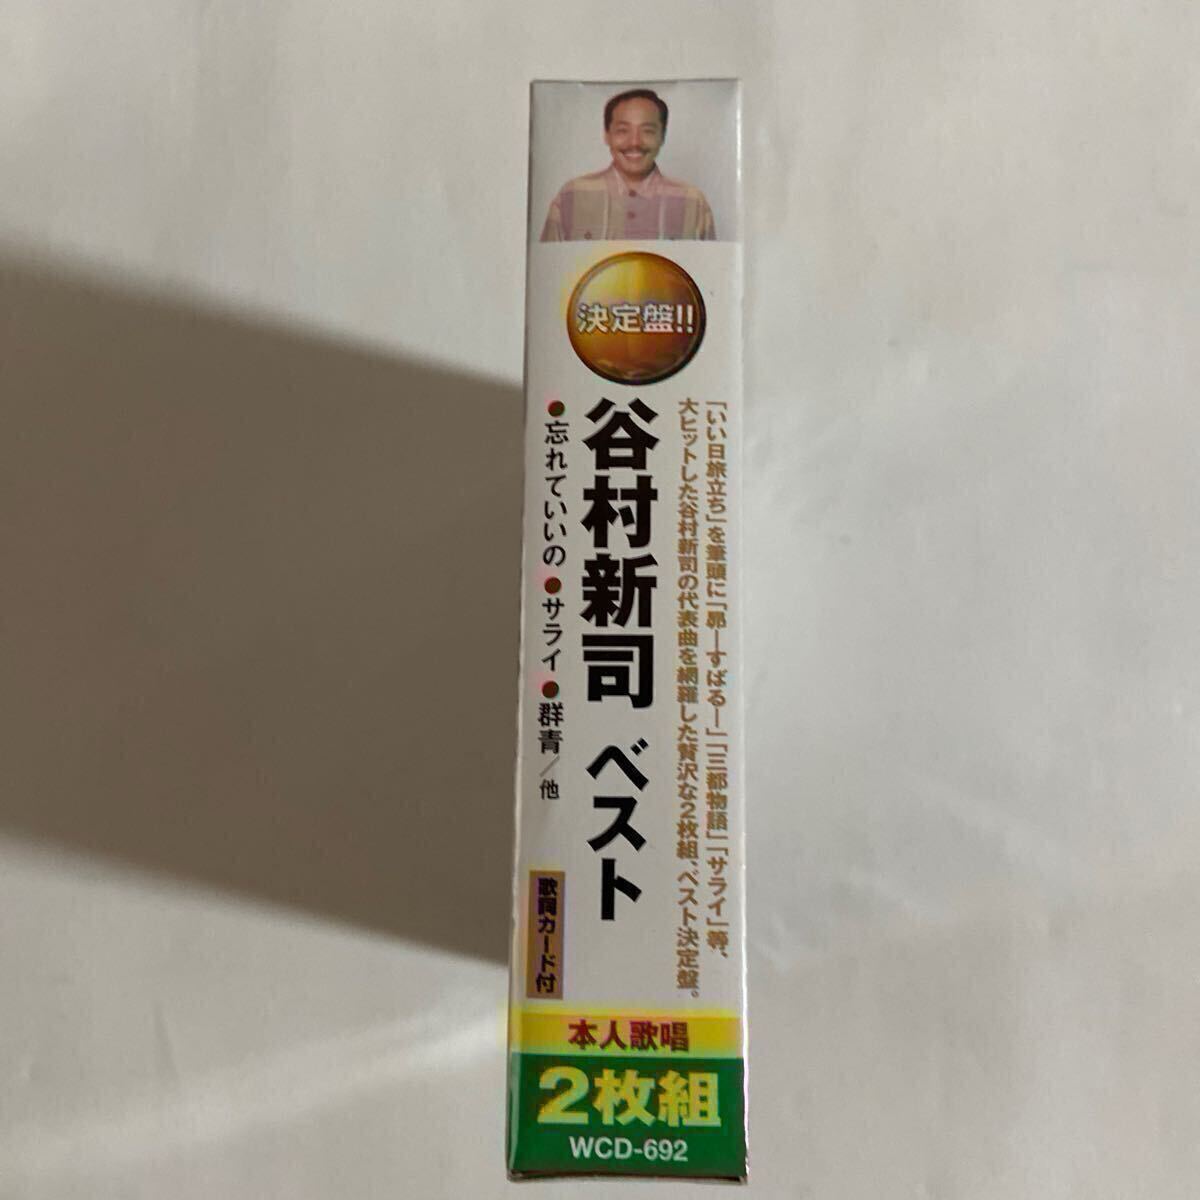 決定盤!!
「いい日旅立ち」を筆頭に「昴ーすばるー」「三都物語」「サライ」等、
大ヒットした谷村新司の代表曲を網羅した贅沢な2枚組、ベスト決定盤。
谷村新司 ベスト
●忘れていいの ●サライ ●群青/他
歌詞カード付
本人歌唱
2枚組
WCD-692